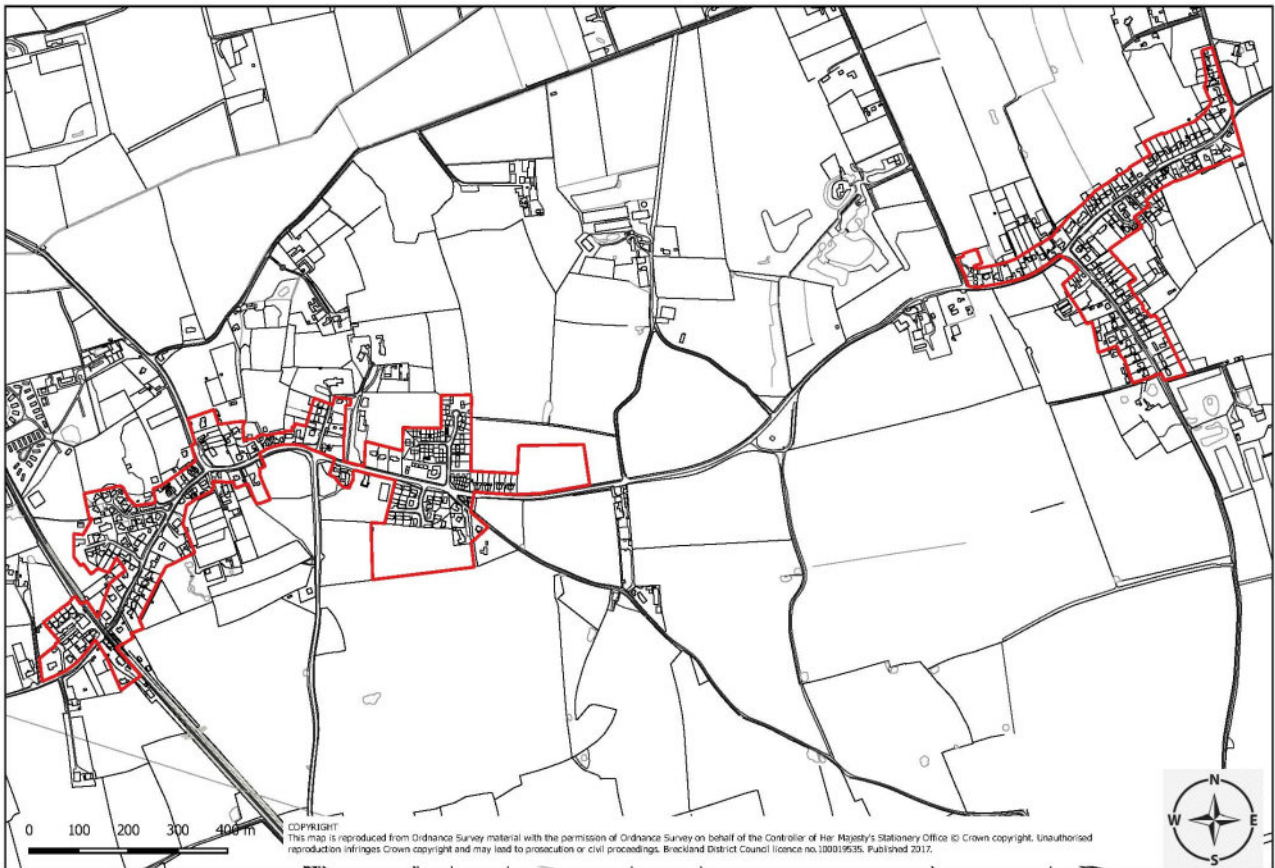 N
W E
S
0 100 200 300 400 m
COPYRIGHT
This map is reproduced from Ordnance Survey material with the permission of Ordnance Survey on behalf of the Controller of Her Majesty's Stationery Office © Crown copyright. Unauthorised
reproduction infringes Crown copyright and may lead to prosecution or civil proceedings. Breckland District Council licence no.100019535. Published 2017.